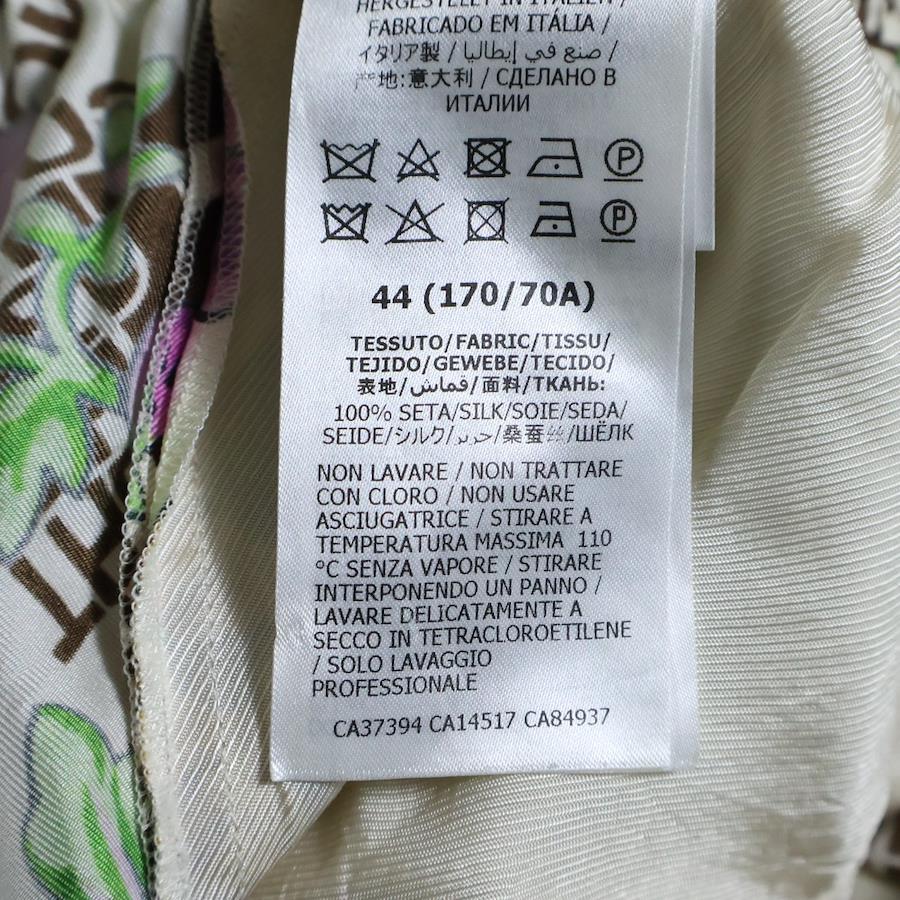 HERGESTELLT IN ITALIEN /
FABRICADO EM ITÁLIA /
イタリア製 / صنع في إيطاليا /
产地:意大利 / СДЕЛАНО В
ИТАЛИИ
P
P
44 (170/70A)
TESSUTO/FABRIC/TISSU/
TEJIDO/GEWEBE/TECIDO/
表地/قماش/面料/ТКАНЬ:
100% SETA/SILK/SOIE/SEDA/
SEIDE/シルク/حرير/桑蚕丝/ШЁЛК
NON LAVARE / NON TRATTARE
CON CLORO / NON USARE
ASCIUGATRICE / STIRARE A
TEMPERATURA MASSIMA 110
°C SENZA VAPORE / STIRARE
INTERPONENDO UN PANNO /
LAVARE DELICATAMENTE A
SECCO IN TETRACLOROETILENE
/ SOLO LAVAGGIO
PROFESSIONALE
CA37394 CA14517 CA84937